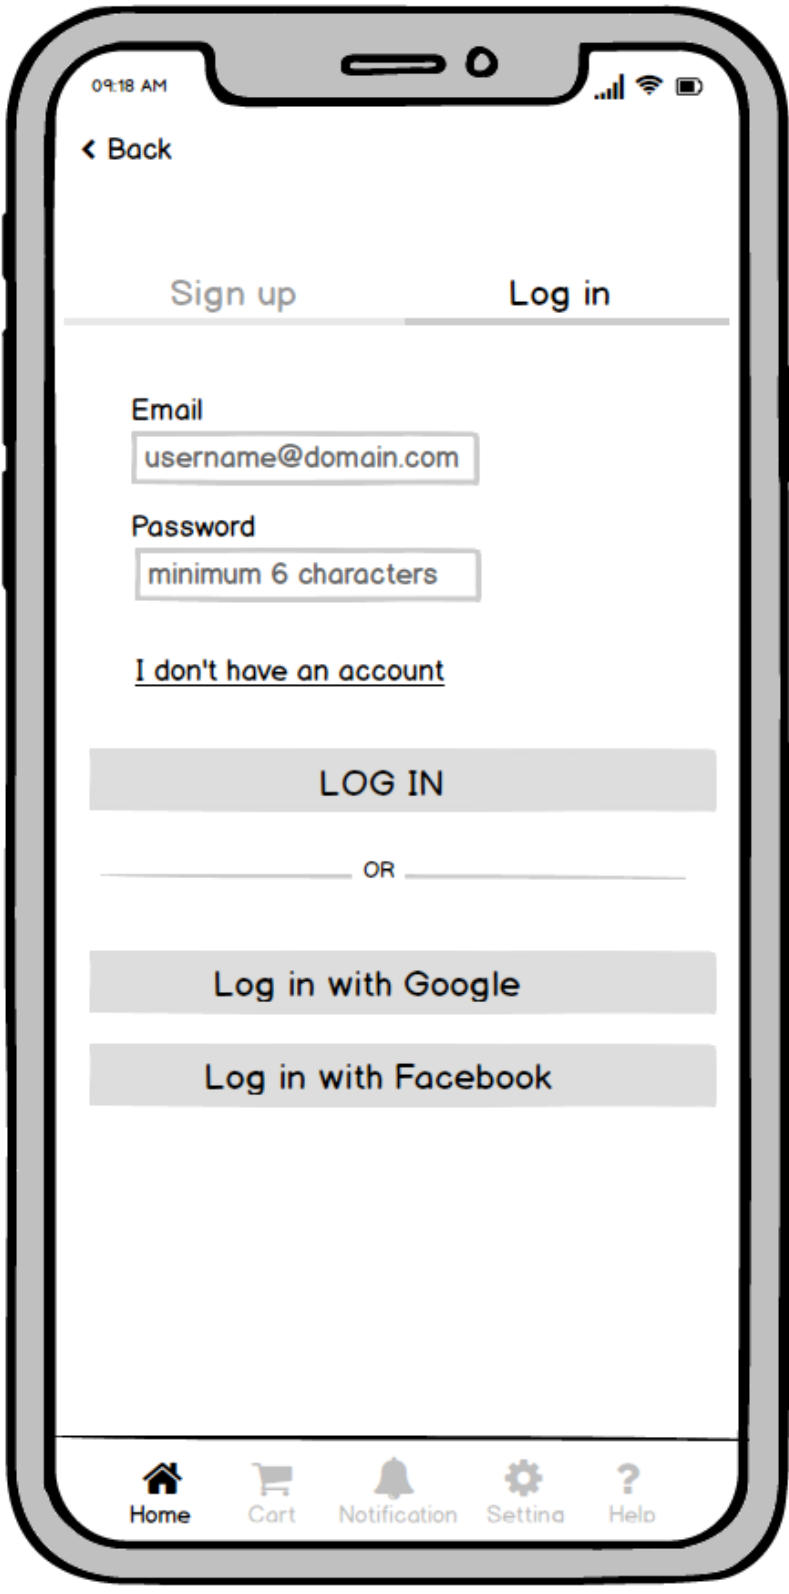 09:18 AM
< Back
Sign up Log in
Email
username@domain.com
Password
minimum 6 characters
I don't have an account
LOG IN
OR
Log in with Google
Log in with Facebook
Home Cart Notification Setting Help